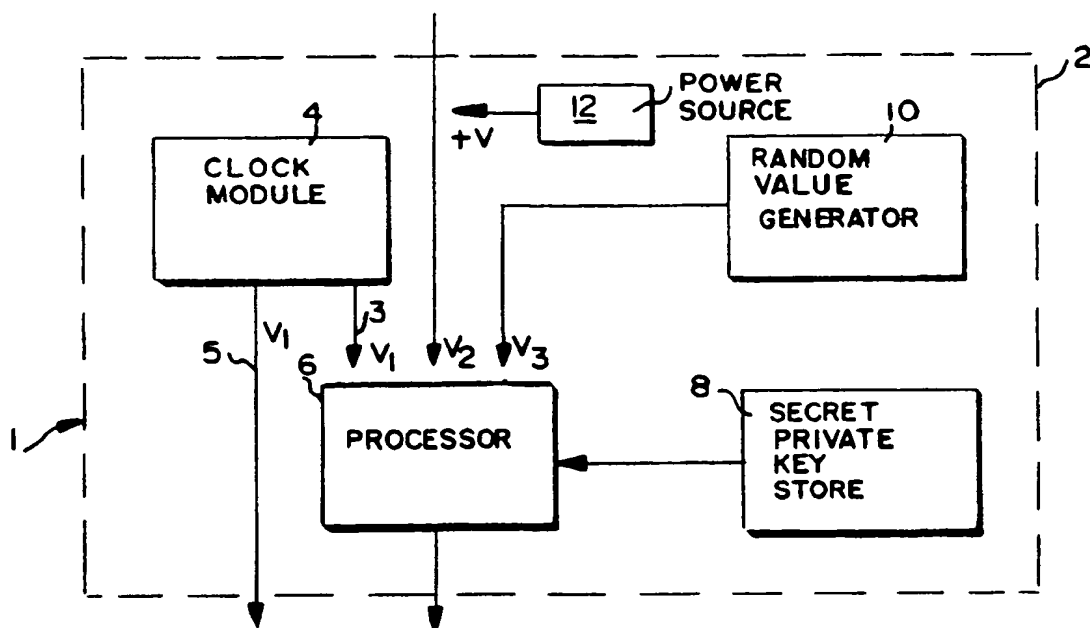 2
POWER
SOURCE
12
+V
4
CLOCK
MODULE
10
RANDOM
VALUE
GENERATOR
3
V1
5
V1
V2
V3
6
PROCESSOR
8
SECRET
PRIVATE
KEY
STORE
1